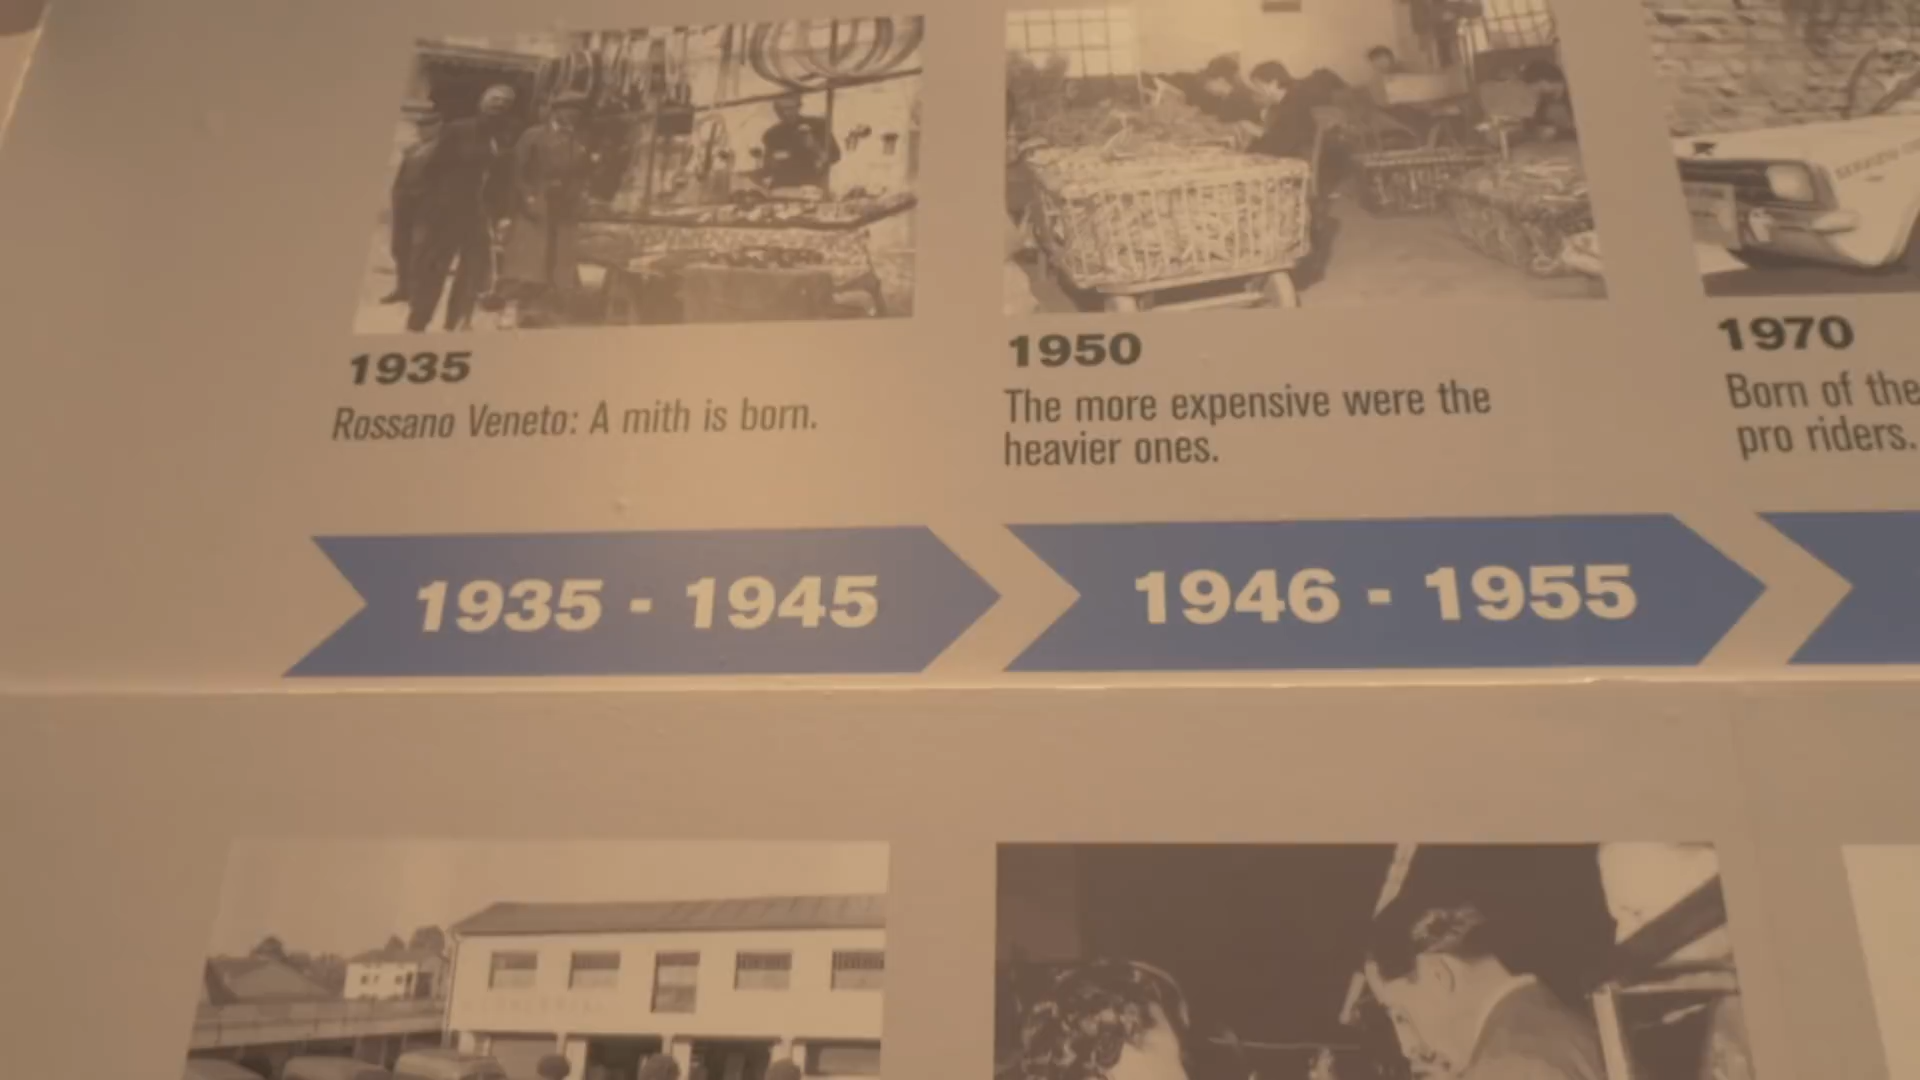 1935
Rossano Veneto: A mith is born.
1950
The more expensive were the
heavier ones.
1970
Born of the
pro riders.
1935 - 1945
1946 - 1955